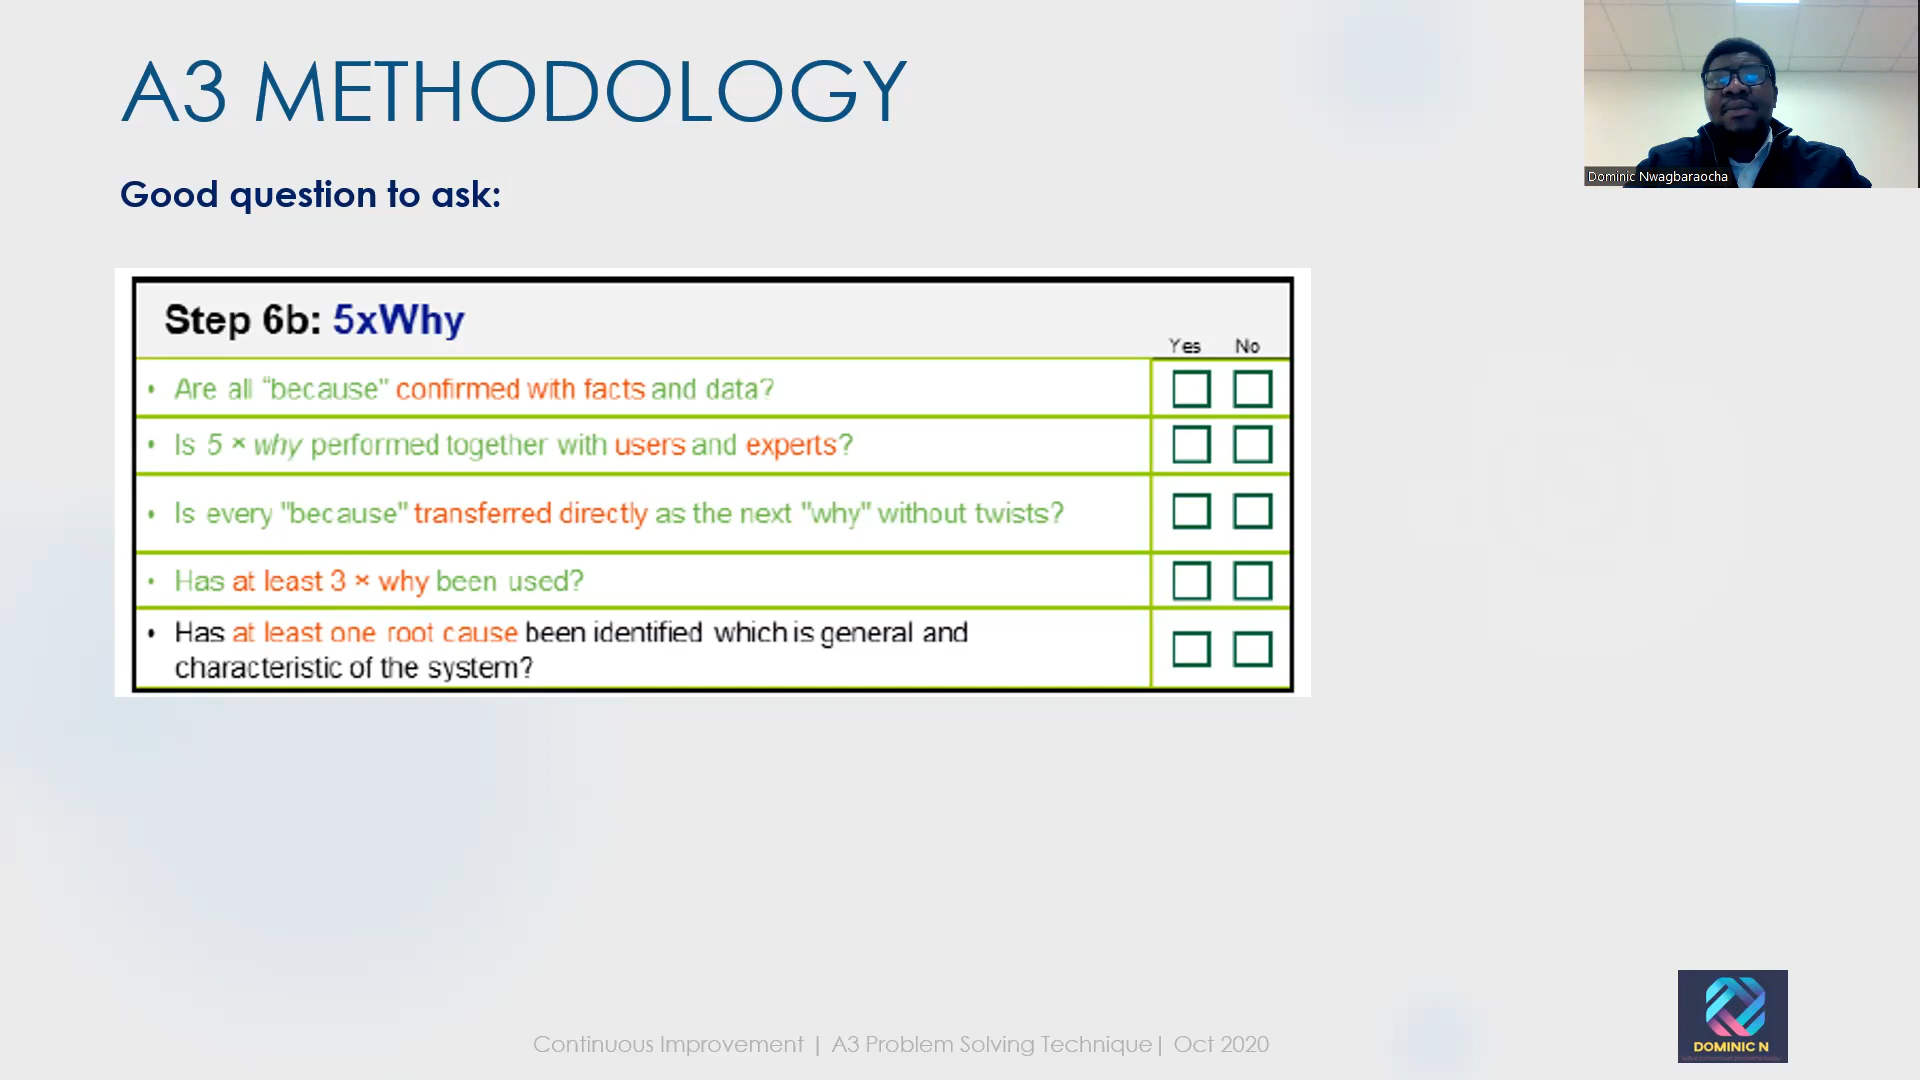 A3 METHODOLOGY
Dominic Nwagbaraocha
Good question to ask:
Step 6b: 5xWhy
Yes No
• Are all "because" confirmed with facts and data?
• Is 5 × why performed together with users and experts?
• Is every "because" transferred directly as the next "why" without twists?
• Has at least 3 × why been used?
• Has at least one root cause been identified which is general and
characteristic of the system?
Continuous Improvement | A3 Problem Solving Technique| Oct 2020
DOMINIC N